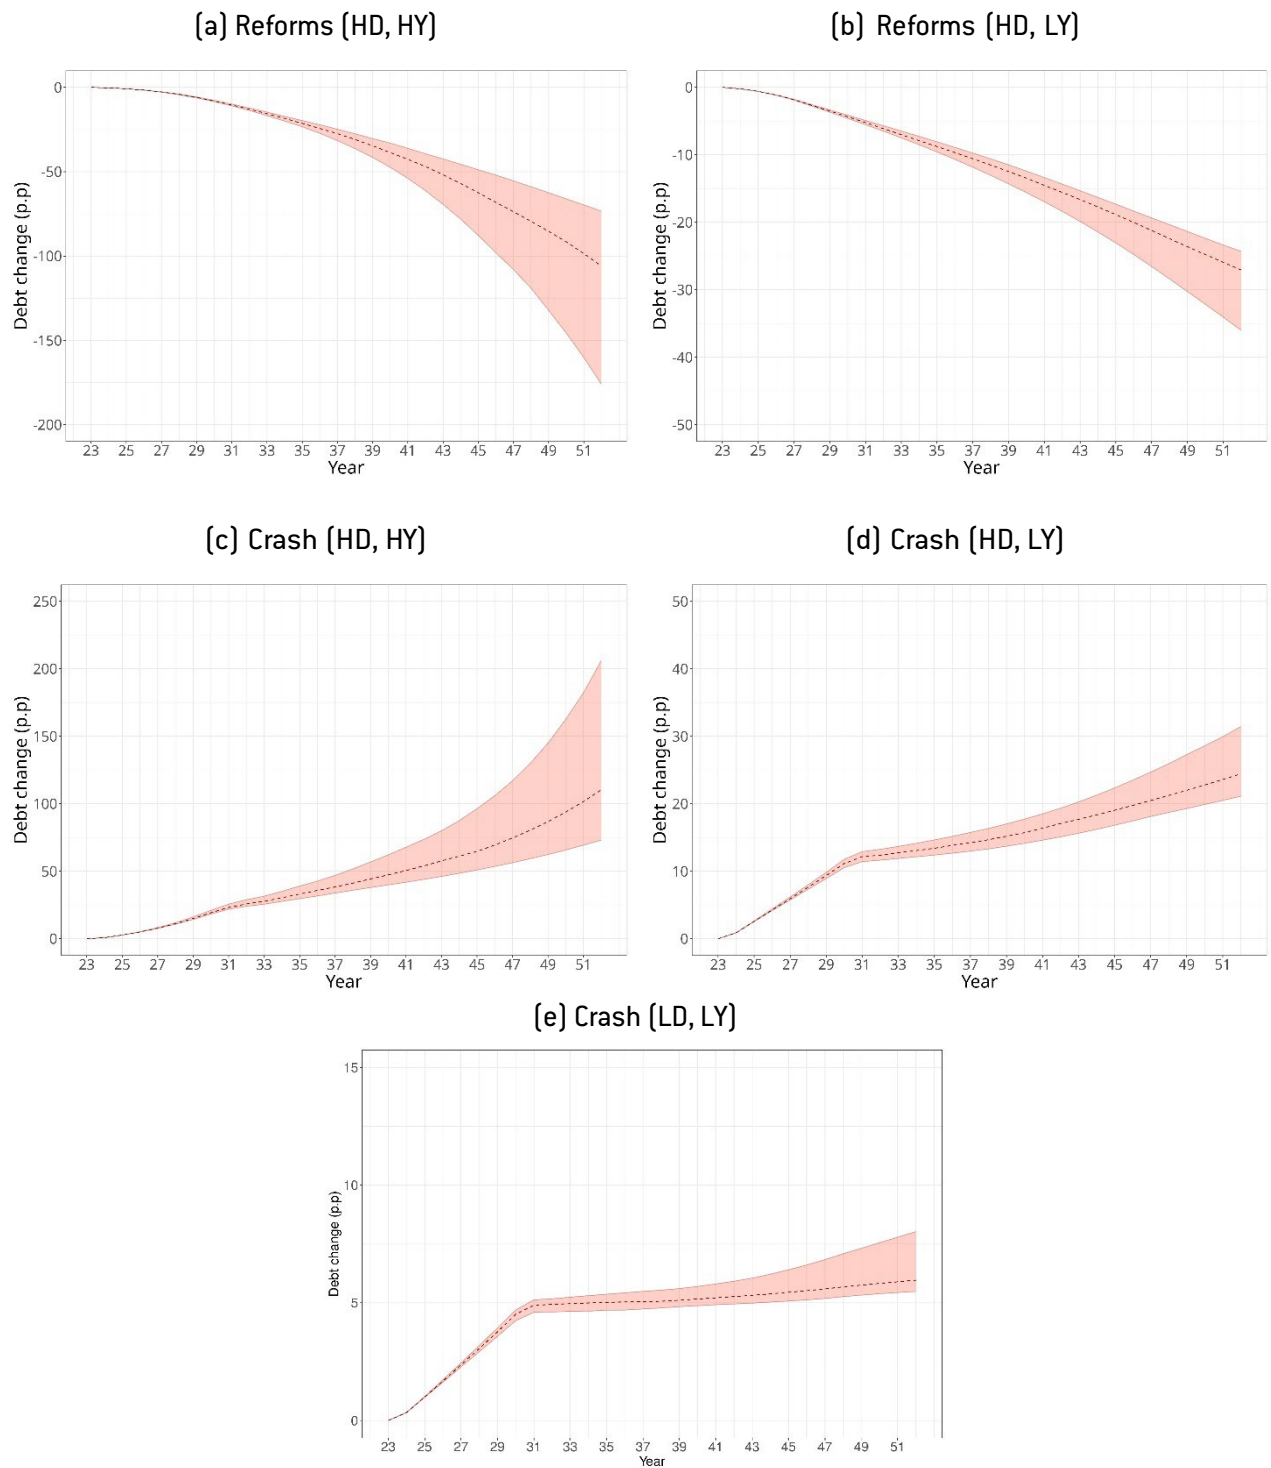 (a) Reforms (HD, HY)
(b) Reforms (HD, LY)
0
-50
-100
-150
-200
Debt change (p.p)
23 25 27 29 31 33 35 37 39 41 43 45 47 49 51
Year
0
-10
-20
-30
-40
-50
Debt change (p.p)
23 25 27 29 31 33 35 37 39 41 43 45 47 49 51
Year
(c) Crash (HD, HY)
(d) Crash (HD, LY)
250
200
150
100
50
0
Debt change (p.p)
23 25 27 29 31 33 35 37 39 41 43 45 47 49 51
Year
50
40
30
20
10
0
Debt change (p.p)
23 25 27 29 31 33 35 37 39 41 43 45 47 49 51
Year
(e) Crash (LD, LY)
15
10
5
0
Debt change (p.p)
23 25 27 29 31 33 35 37 39 41 43 45 47 49 51
Year